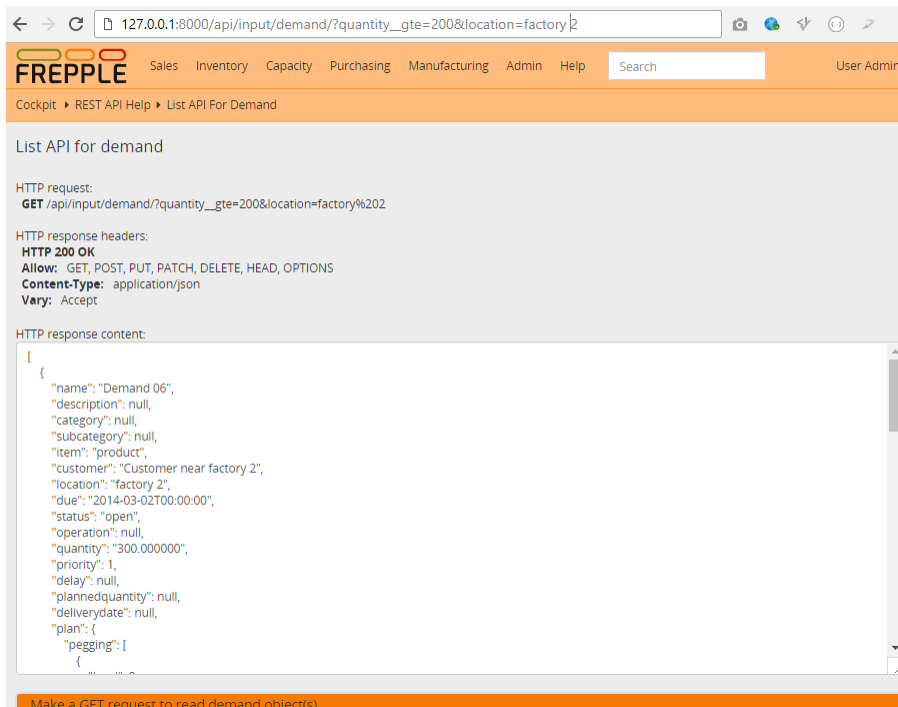 127.0.0.1:8000/api/input/demand/?quantity__gte=200&location=factory 2
FREPPLE Sales Inventory Capacity Purchasing Manufacturing Admin Help Search User Admin
Cockpit REST API Help List API For Demand
List API for demand
HTTP request:
GET /api/input/demand/?quantity__gte=200&location=factory%202
HTTP response headers:
HTTP 200 OK
Allow: GET, POST, PUT, PATCH, DELETE, HEAD, OPTIONS
Content-Type: application/json
Vary: Accept
HTTP response content:
[
{
"name": "Demand 06",
"description": null,
"category": null,
"subcategory": null,
"item": "product",
"customer": "Customer near factory 2",
"location": "factory 2",
"due": "2014-03-02T00:00:00",
"status": "open",
"operation": null,
"quantity": "300.000000",
"priority": 1,
"delay": null,
"plannedquantity": null,
"deliverydate": null,
"plan": {
"pegging": [
{
Make a GET request to read demand object(s)